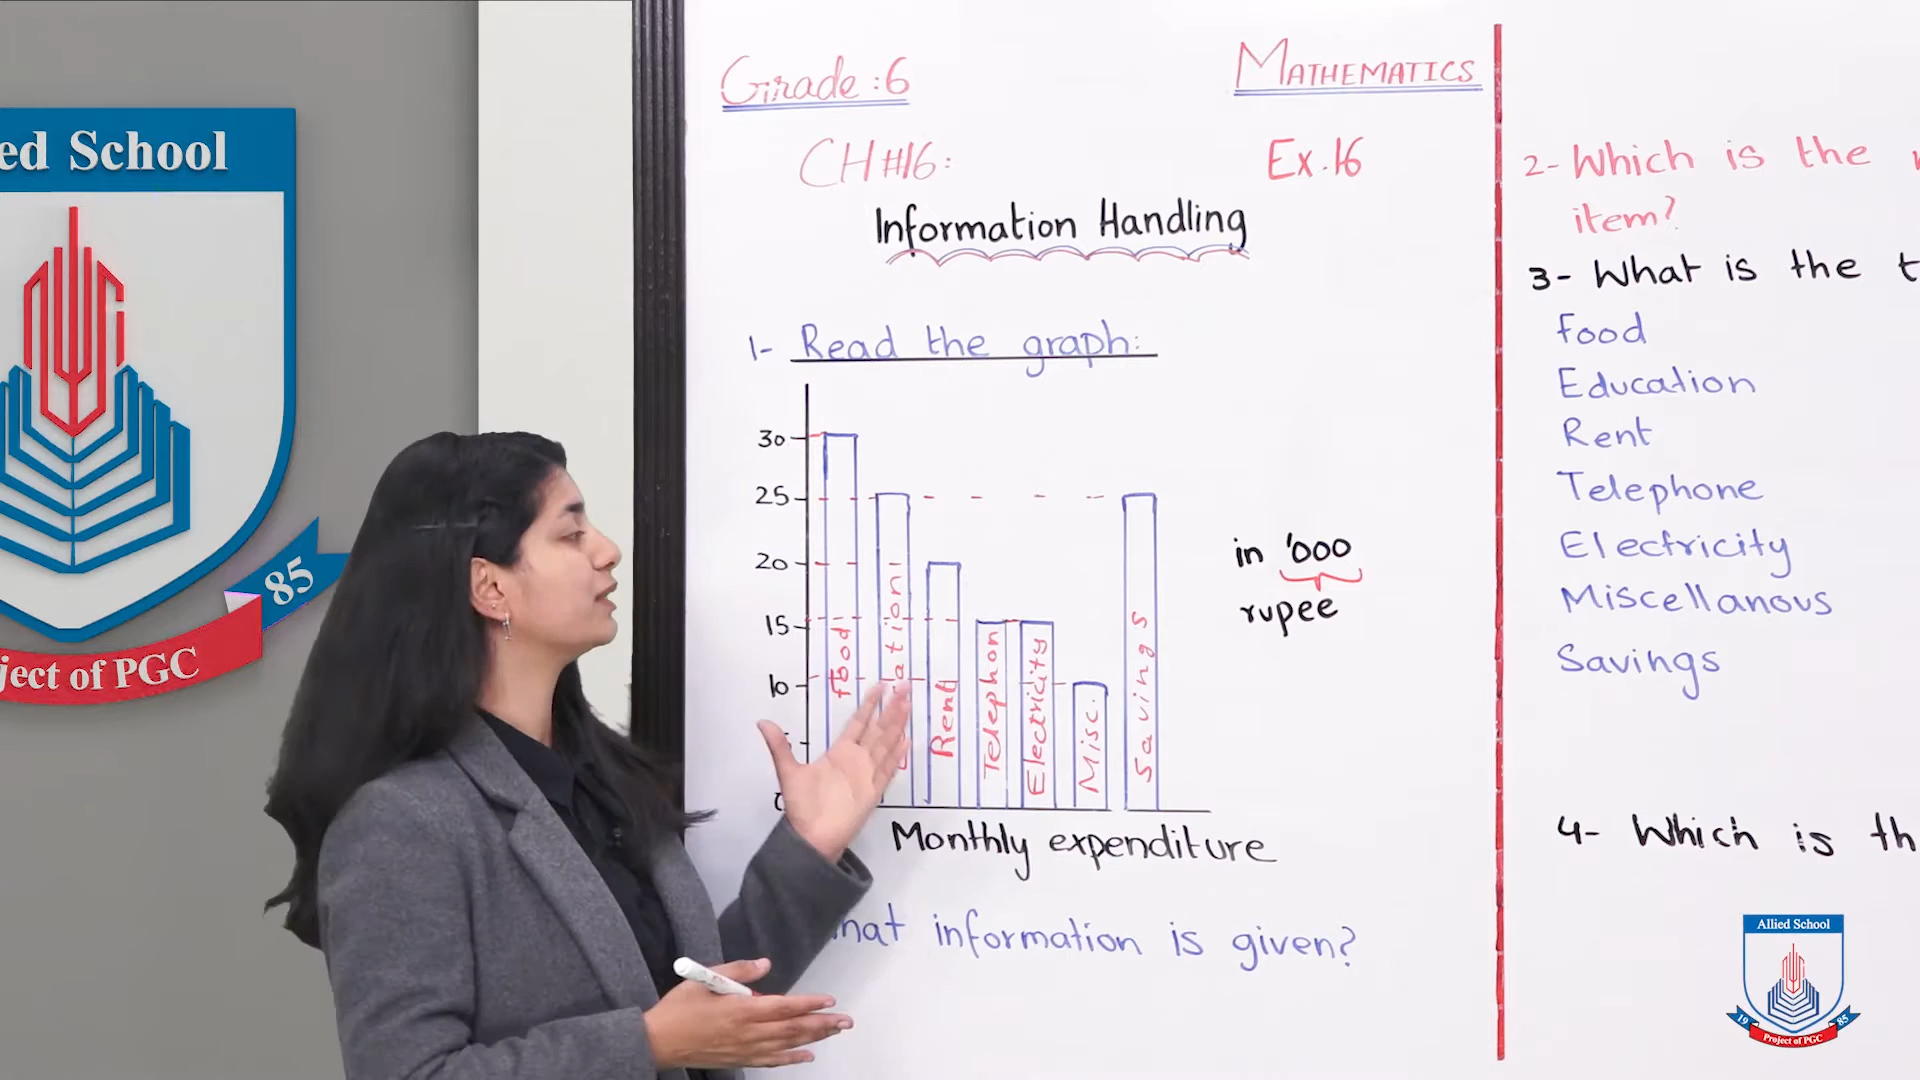 ed School
85
ject of PGC
Grade:6
MATHEMATICS
CH#16:
Ex.16
Information Handling
1- Read the graph:
30
25
20
15
10
food
Rent
Telephon
Electricity
Misc.
Savings
in '000
rupee
Monthly expenditure
information is given?
2- Which is the
item?
3- What is the t
Food
Education
Rent
Telephone
Electricity
Miscellanous
Savings
4- Which is th
Allied School
19 85
Project of PGC